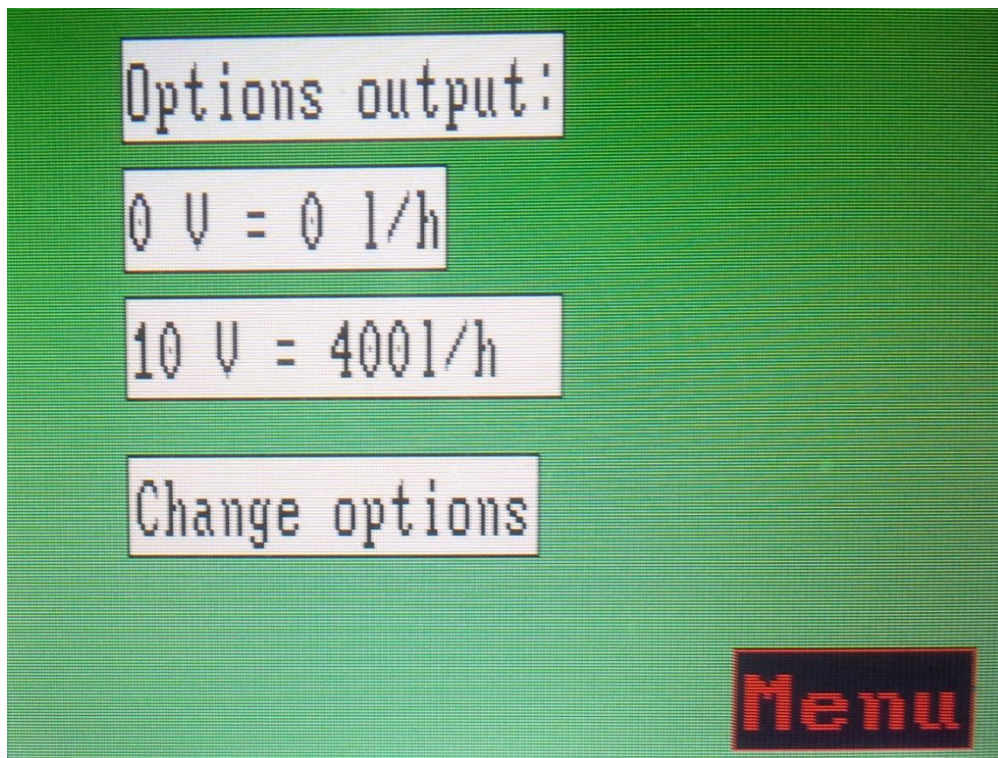 Options output:
0 V = 0 l/h
10 V = 400l/h
Change options
Menu